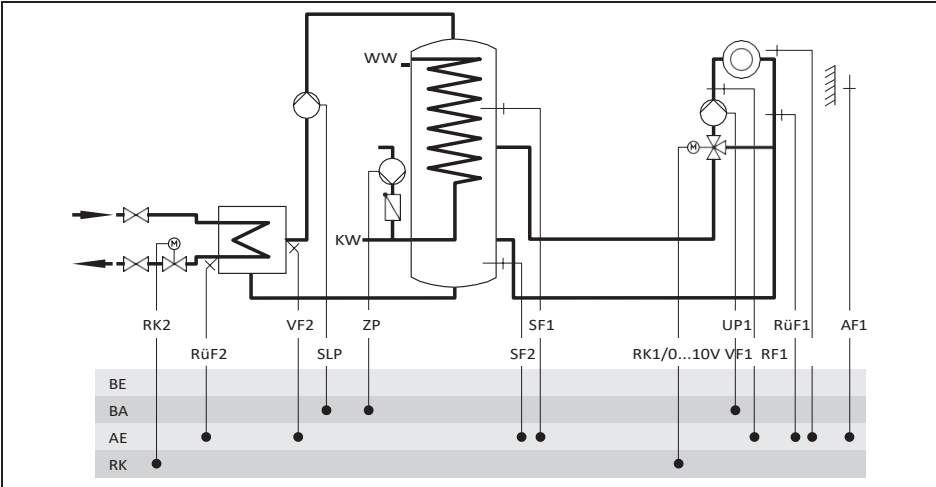 WW
M
KW
M
RK2 VF2 ZP SF1 UP1 RüF1 AF1
RüF2 SLP SF2 RK1/0...10V VF1 RF1
BE
BA
AE
RK